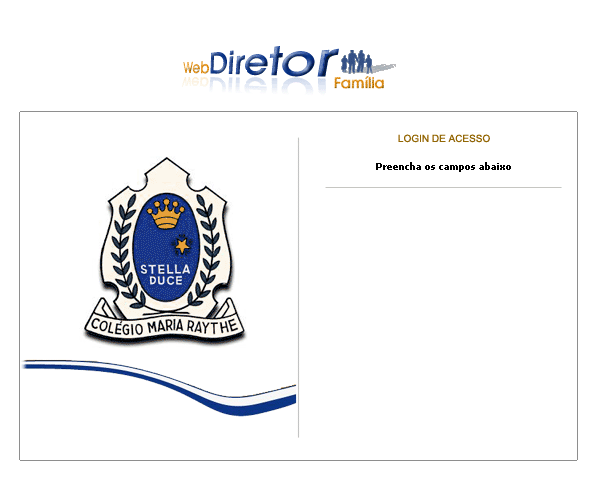 WebDiretor
Família
LOGIN DE ACESSO
Preencha os campos abaixo
STELLA
DUCE
COLÉGIO MARIA RAYTHE